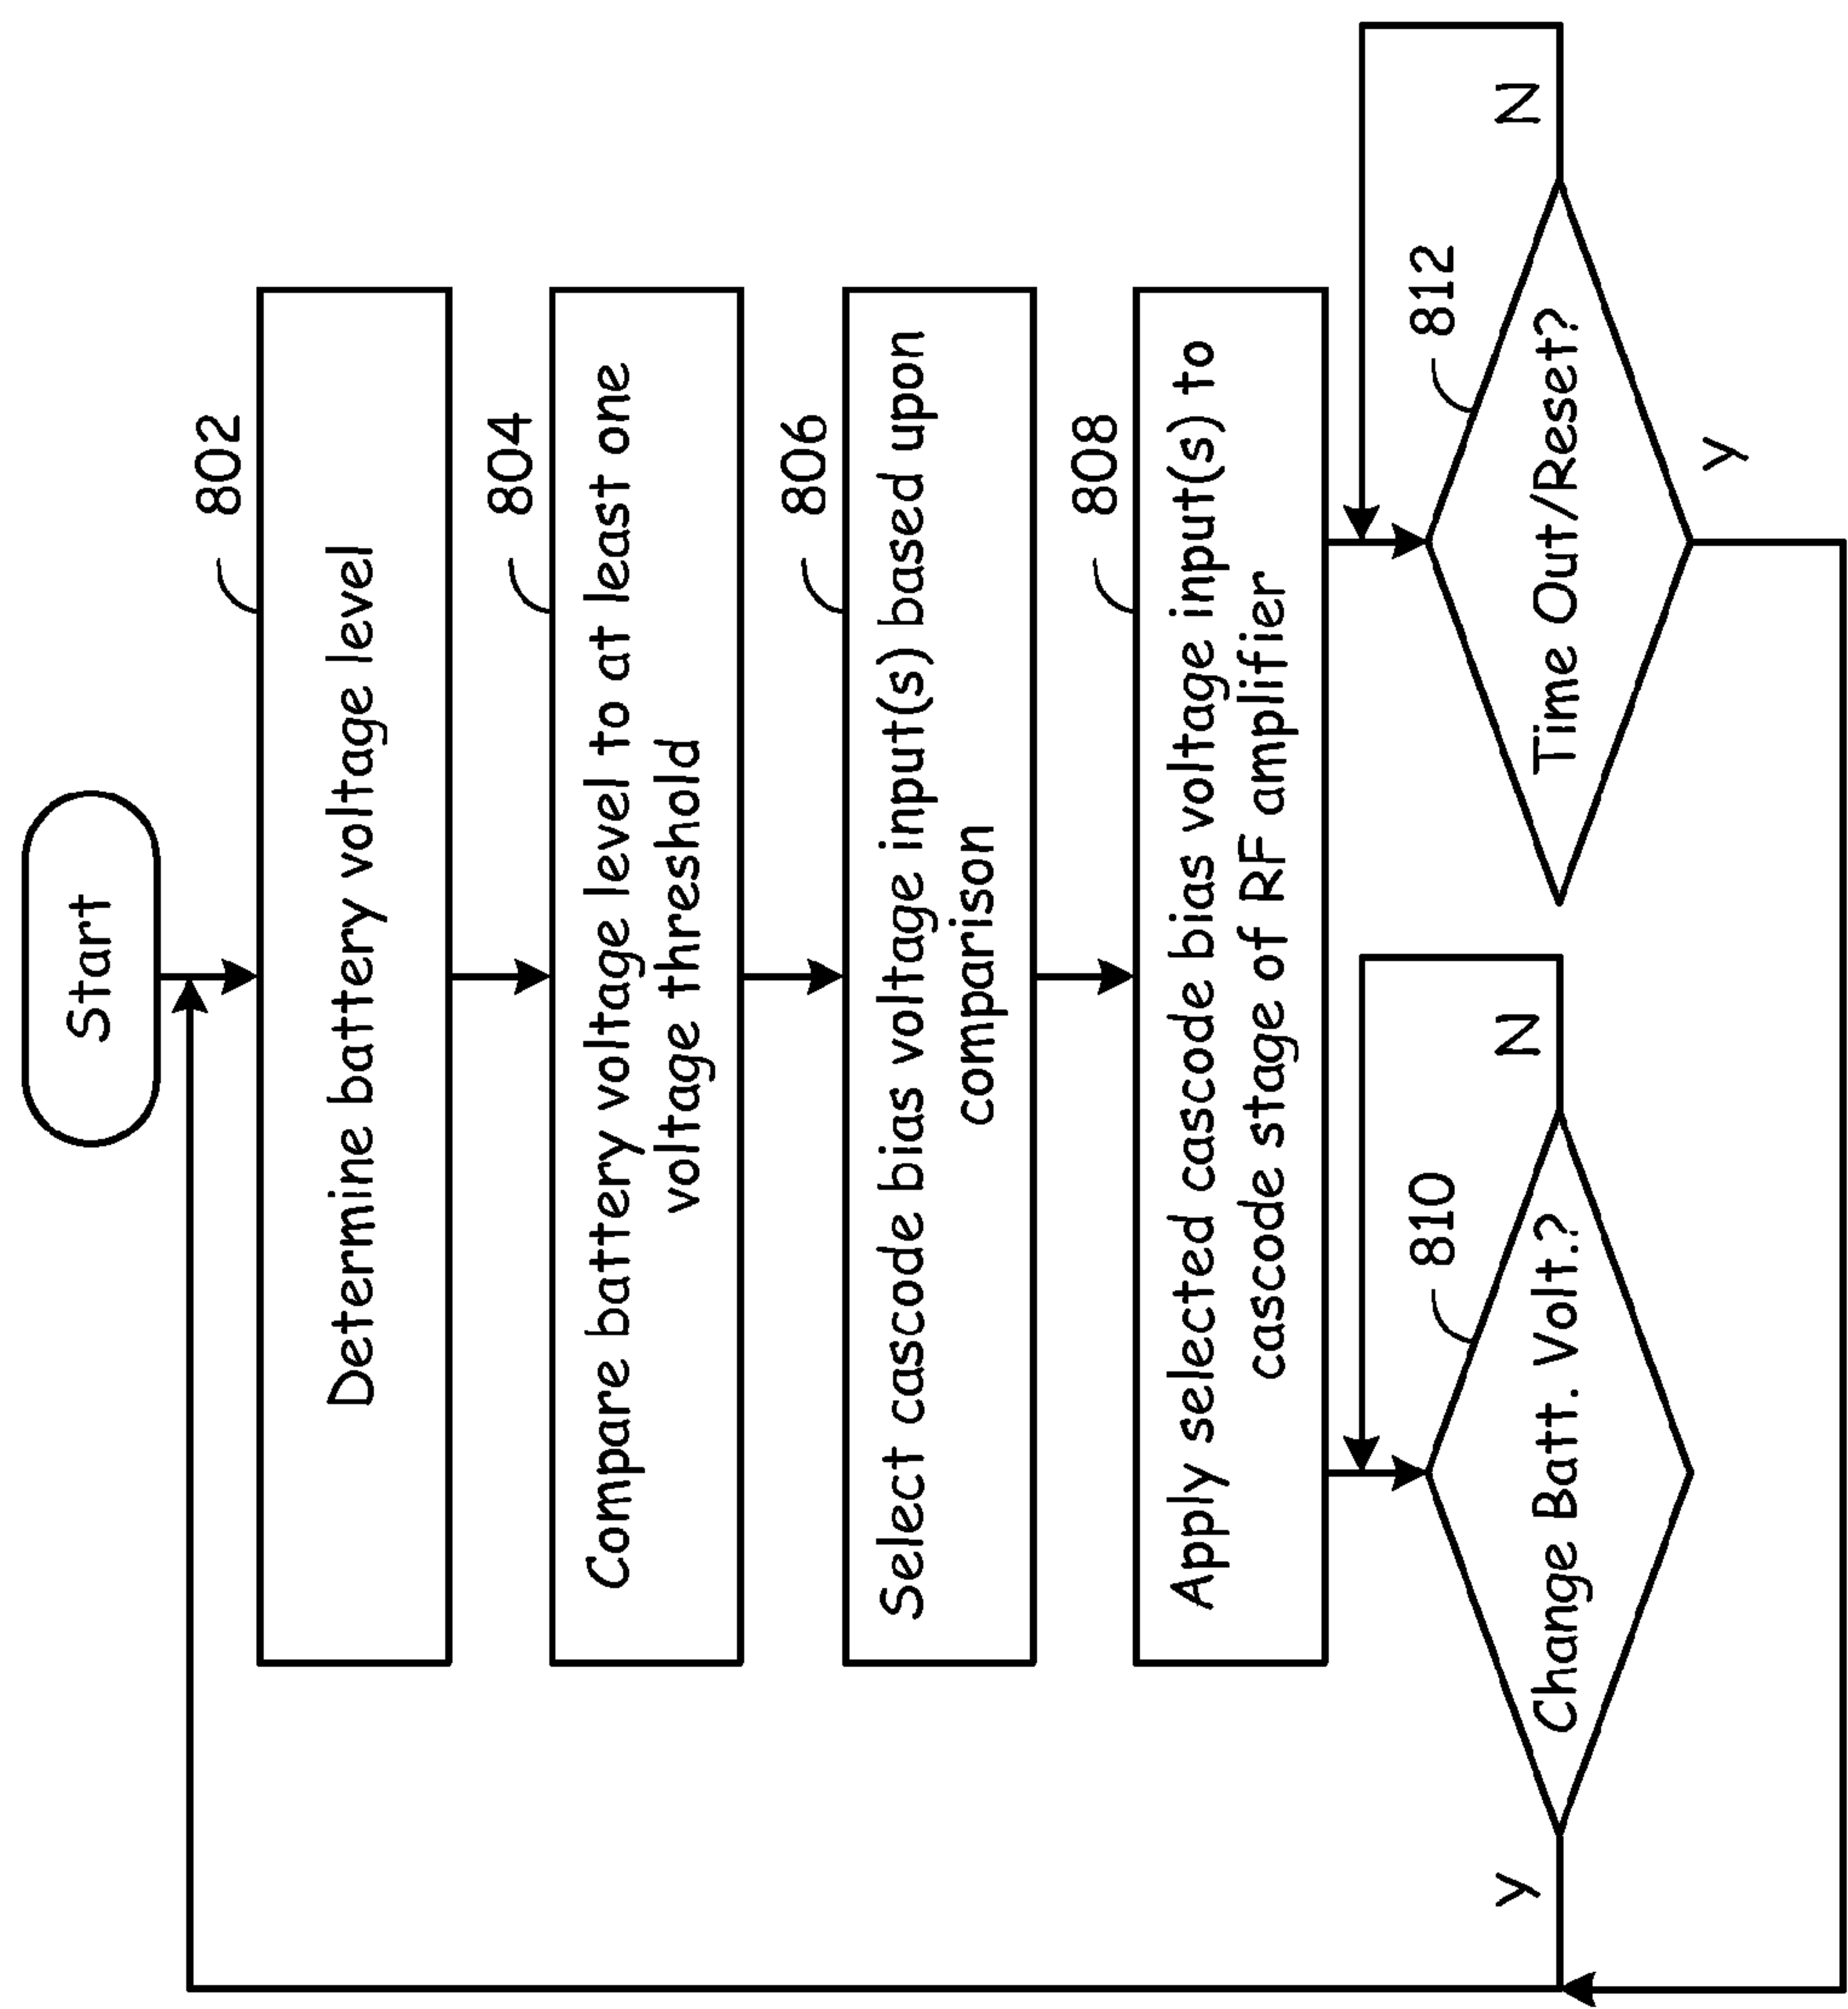 Start
802
Determine battery voltage level
804
Compare battery voltage level to at least one
voltage threshold
806
Select cascode bias voltage input(s) based upon
comparison
808
Apply selected cascode bias voltage input(s) to
cascode stage of RF amplifier
810
Change Batt. Volt.?
Y
N
812
Time Out/Reset?
N
Y